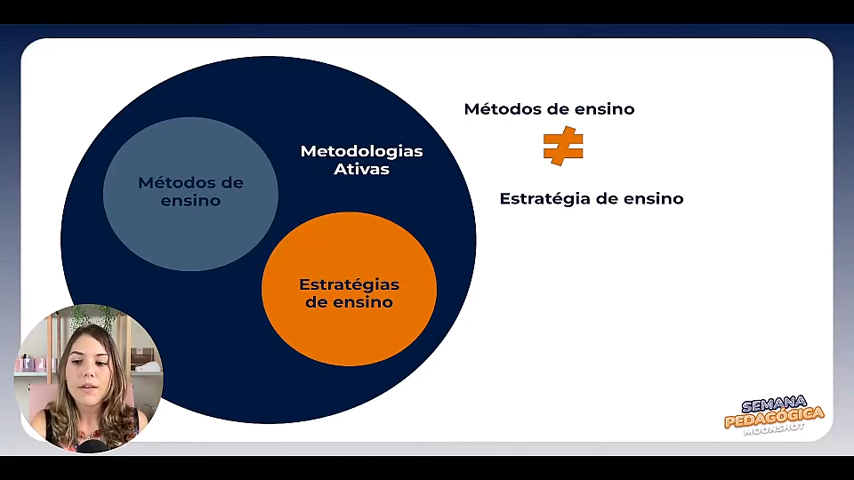 Métodos de ensino
Metodologias
Ativas
Métodos de
ensino
Estratégia de ensino
Estratégias
de ensino
SEMANA
PEDAGÓGICA
MOONSHOT